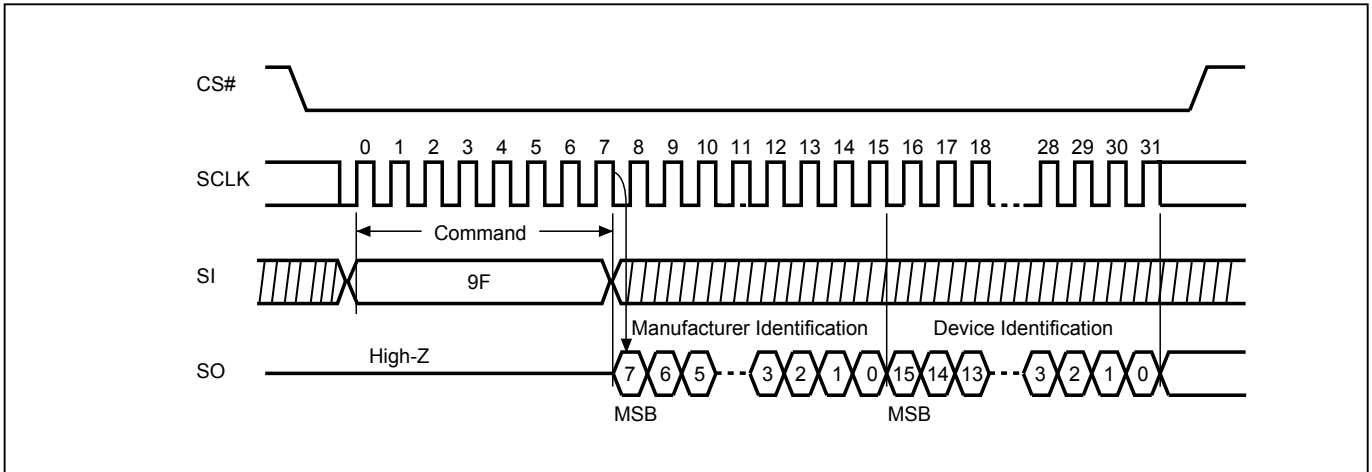 CS#
0 1 2 3 4 5 6 7 8 9 10 11 12 13 14 15 16 17 18 28 29 30 31
SCLK
Command
SI
9F
Manufacturer Identification Device Identification
High-Z
SO
7 6 5 3 2 1 0 15 14 13 3 2 1 0
MSB MSB